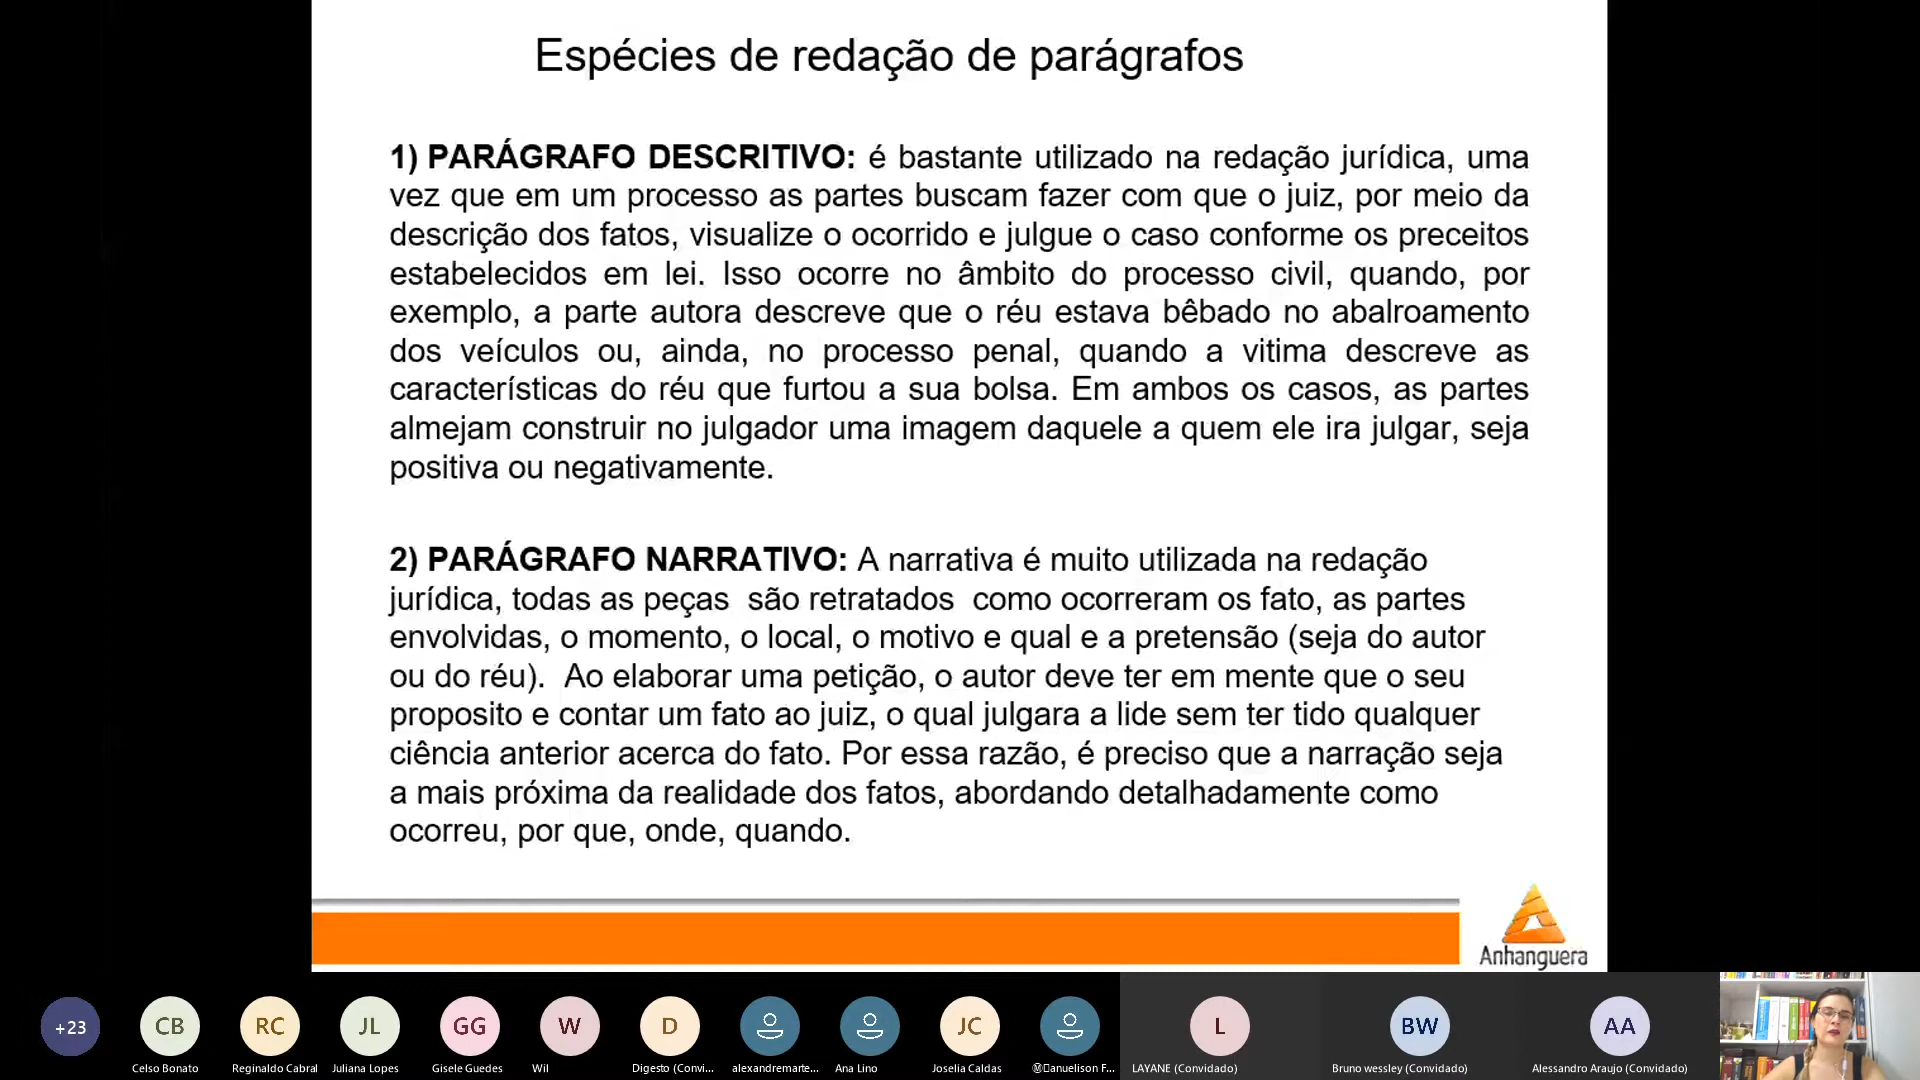 Espécies de redação de parágrafos
1) PARÁGRAFO DESCRITIVO: é bastante utilizado na redação jurídica, uma
vez que em um processo as partes buscam fazer com que o juiz, por meio da
descrição dos fatos, visualize o ocorrido e julgue o caso conforme os preceitos
estabelecidos em lei. Isso ocorre no âmbito do processo civil, quando, por
exemplo, a parte autora descreve que o réu estava bêbado no abalroamento
dos veículos ou, ainda, no processo penal, quando a vitima descreve as
características do réu que furtou a sua bolsa. Em ambos os casos, as partes
almejam construir no julgador uma imagem daquele a quem ele ira julgar, seja
positiva ou negativamente.
2) PARÁGRAFO NARRATIVO: A narrativa é muito utilizada na redação
jurídica, todas as peças  são retratados  como ocorreram os fato, as partes
envolvidas, o momento, o local, o motivo e qual e a pretensão (seja do autor
ou do réu).  Ao elaborar uma petição, o autor deve ter em mente que o seu
proposito e contar um fato ao juiz, o qual julgara a lide sem ter tido qualquer
ciência anterior acerca do fato. Por essa razão, é preciso que a narração seja
a mais próxima da realidade dos fatos, abordando detalhadamente como
ocorreu, por que, onde, quando.
Anhanguera
+23 CB RC JL GG W D JC L BW AA
Celso Bonato Reginaldo Cabral Juliana Lopes Gisele Guedes Wil Digesto (Convi... alexandremarte... Ana Lino Joselia Caldas F... LAYANE (Convidado) Bruno wessley (Convidado) Alessandro Araujo (Convidado)